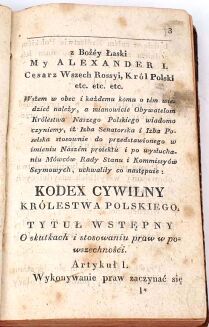 3
z Bożéy Łaski
My ALEXANDER I.
Cesarz Wszech Rossyi, Król Polski
etc. etc. etc.
Wszem w obec i każdemu komu o tém wie-
dzieć należy, a mianowicie Obywatelom
Królestwa Naszego Polskiego wiadomo
czyniemy, iż Izba Senatorska i Izba Po-
selska stosownie do przedstawionego w
imieniu Naszém projektu i po wysłucha-
niu Mówców Rady Stanu i Kommissyów
Seymowych, uchwaliły co następuie:
KODEX CYWILNY
KRÓLESTWA POLSKIEGO.
TYTUŁ WSTĘPNY
O skutkach i stosowaniu praw w po-
wszechności.
Artykuł 1.
Wykonywanie praw zaczynać się
1*